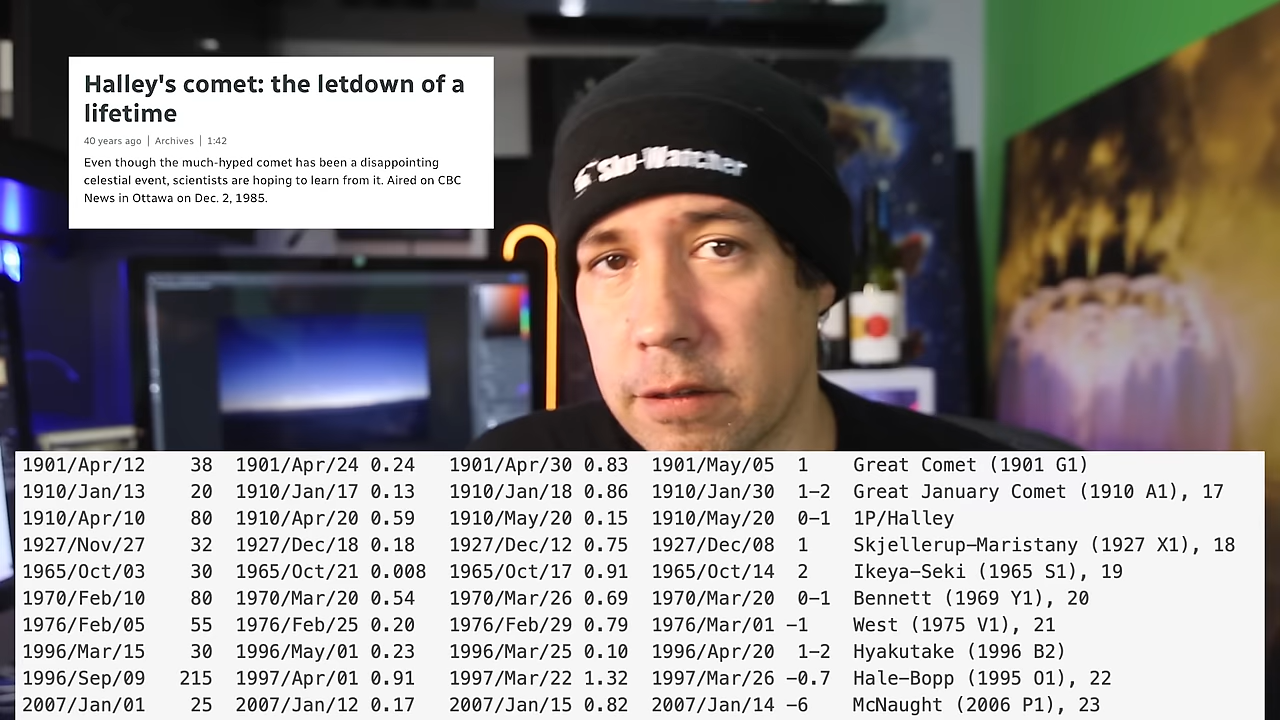 Halley's comet: the letdown of a
lifetime
40 years ago | Archives | 1:42
Even though the much-hyped comet has been a disappointing
celestial event, scientists are hoping to learn from it. Aired on CBC
News in Ottawa on Dec. 2, 1985.
Sky-Watcher
1901/Apr/12 38 1901/Apr/24 0.24 1901/Apr/30 0.83 1901/May/05 1 Great Comet (1901 G1)
1910/Jan/13 20 1910/Jan/17 0.13 1910/Jan/18 0.86 1910/Jan/30 1-2 Great January Comet (1910 A1), 17
1910/Apr/10 80 1910/Apr/20 0.59 1910/May/20 0.15 1910/May/20 0-1 1P/Halley
1927/Nov/27 32 1927/Dec/18 0.18 1927/Dec/12 0.75 1927/Dec/08 1 Skjellerup-Maristany (1927 X1), 18
1965/Oct/03 30 1965/Oct/21 0.008 1965/Oct/17 0.91 1965/Oct/14 2 Ikeya-Seki (1965 S1), 19
1970/Feb/10 80 1970/Mar/20 0.54 1970/Mar/26 0.69 1970/Mar/20 0-1 Bennett (1969 Y1), 20
1976/Feb/05 55 1976/Feb/25 0.20 1976/Feb/29 0.79 1976/Mar/01 -1 West (1975 V1), 21
1996/Mar/15 30 1996/May/01 0.23 1996/Mar/25 0.10 1996/Apr/20 1-2 Hyakutake (1996 B2)
1996/Sep/09 215 1997/Apr/01 0.91 1997/Mar/22 1.32 1997/Mar/26 -0.7 Hale-Bopp (1995 O1), 22
2007/Jan/01 25 2007/Jan/12 0.17 2007/Jan/15 0.82 2007/Jan/14 -6 McNaught (2006 P1), 23